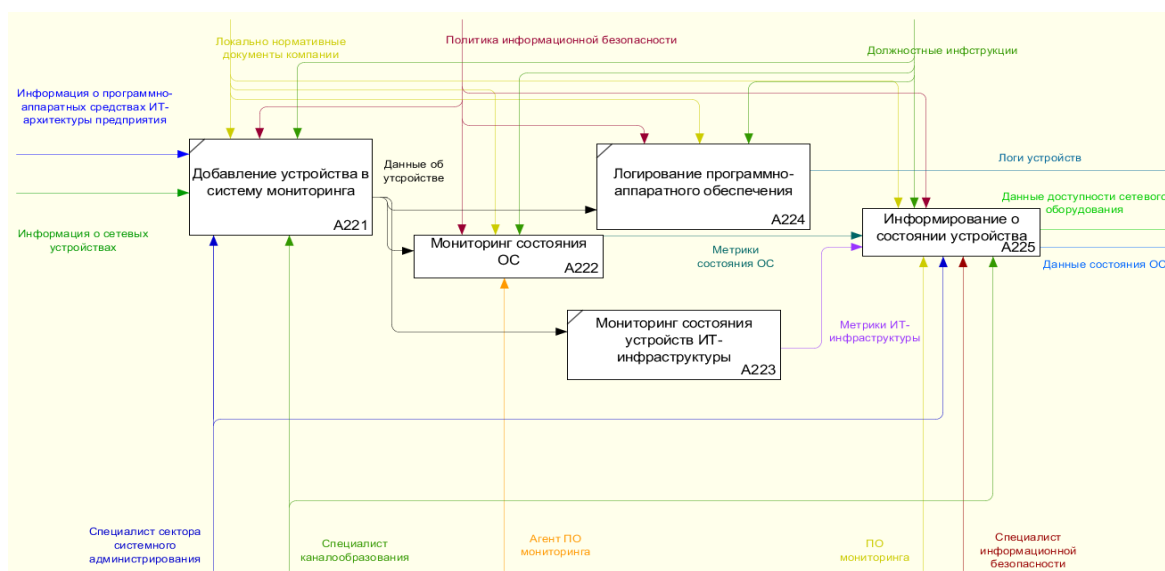 Локально нормативные
документы компании
Политика информационной безопасности
Должностные инфструкции
Информация о программно-
аппаратных средствах ИТ-
архитектуры предприятия
Добавление устройства в
систему мониторинга
A221
Данные об
утсройстве
Логирование программно-
аппаратного обеспечения
A224
Логи устройств
Данные доступности сетевого
оборудования
Информация о сетевых
устройствах
Мониторинг состояния
ОС
A222
Метрики
состояния ОС
Информирование о
состоянии устройства
A225
Данные состояния ОС
Мониторинг состояния
устройств ИТ-
инфраструктуры
A223
Метрики ИТ-
инфраструктуры
Специалист сектора
системного
администрирования
Специалист
каналообразования
Агент ПО
мониторинга
ПО
мониторинга
Специалист
информационной
безопасности